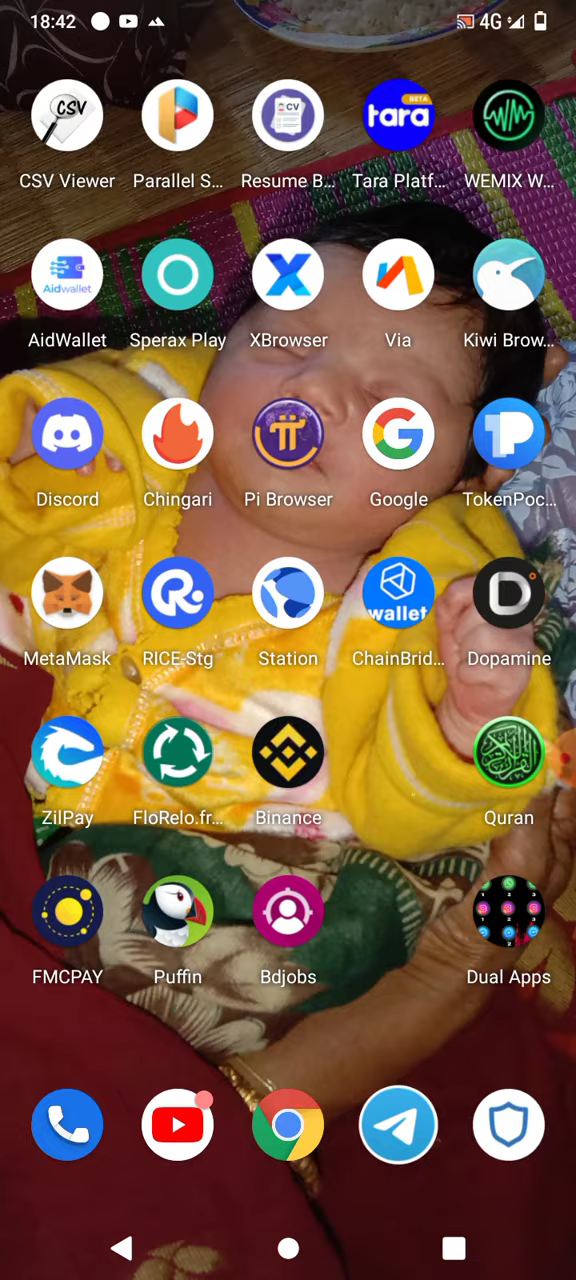 18:42 4G
CSV
BETA
tara
CSV Viewer Parallel S... Resume B... Tara Platf... WEMIX W...
CV
Aidwallet
AidWallet Sperax Play XBrowser Via Kiwi Brow...
Discord Chingari Pi Browser Google TokenPoc...
wallet
MetaMask RICE-Stg Station ChainBrid... Dopamine
ZilPay FloRelo.fr... Binance Quran
FMCPAY Puffin Bdjobs Dual Apps